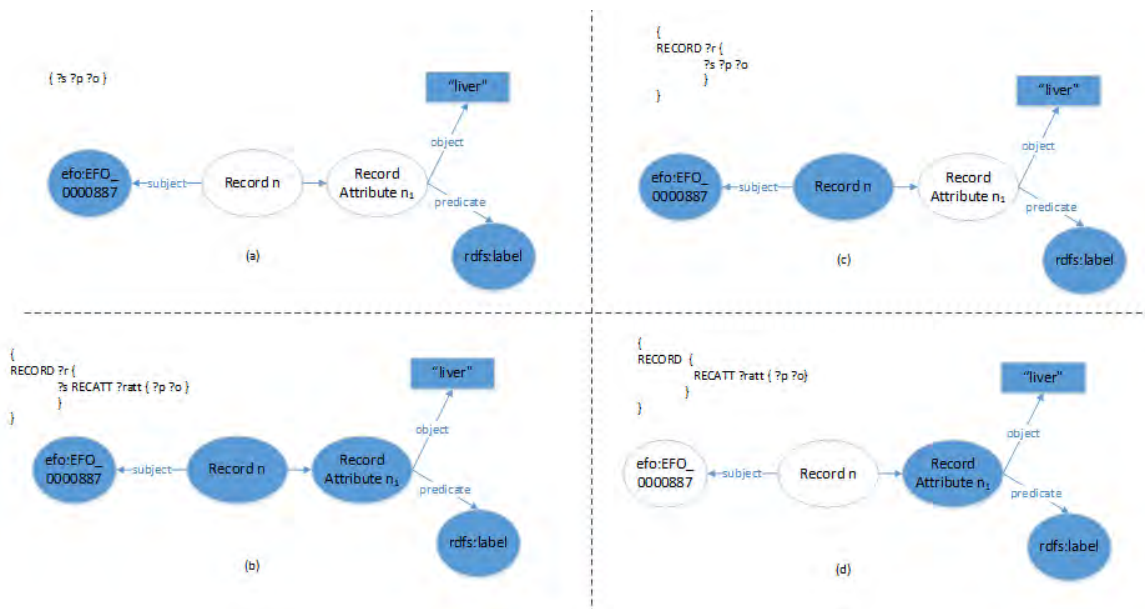 { ?s ?p ?o }
"liver"
object
efo:EFO_
0000887
subject
Record n
Record
Attribute n₁
predicate
rdfs:label
(a)
{
RECORD ?r {
?s ?p ?o
}
}
"liver"
object
efo:EFO_
0000887
subject
Record n
Record
Attribute n₁
predicate
rdfs:label
(c)
{
RECORD ?r {
?s RECATT ?ratt { ?p ?o }
}
}
"liver"
object
efo:EFO_
0000887
subject
Record n
Record
Attribute n₁
predicate
rdfs:label
(b)
{
RECORD {
RECATT ?ratt { ?p ?o}
}
}
"liver"
object
efo:EFO_
0000887
subject
Record n
Record
Attribute n₁
predicate
rdfs:label
(d)